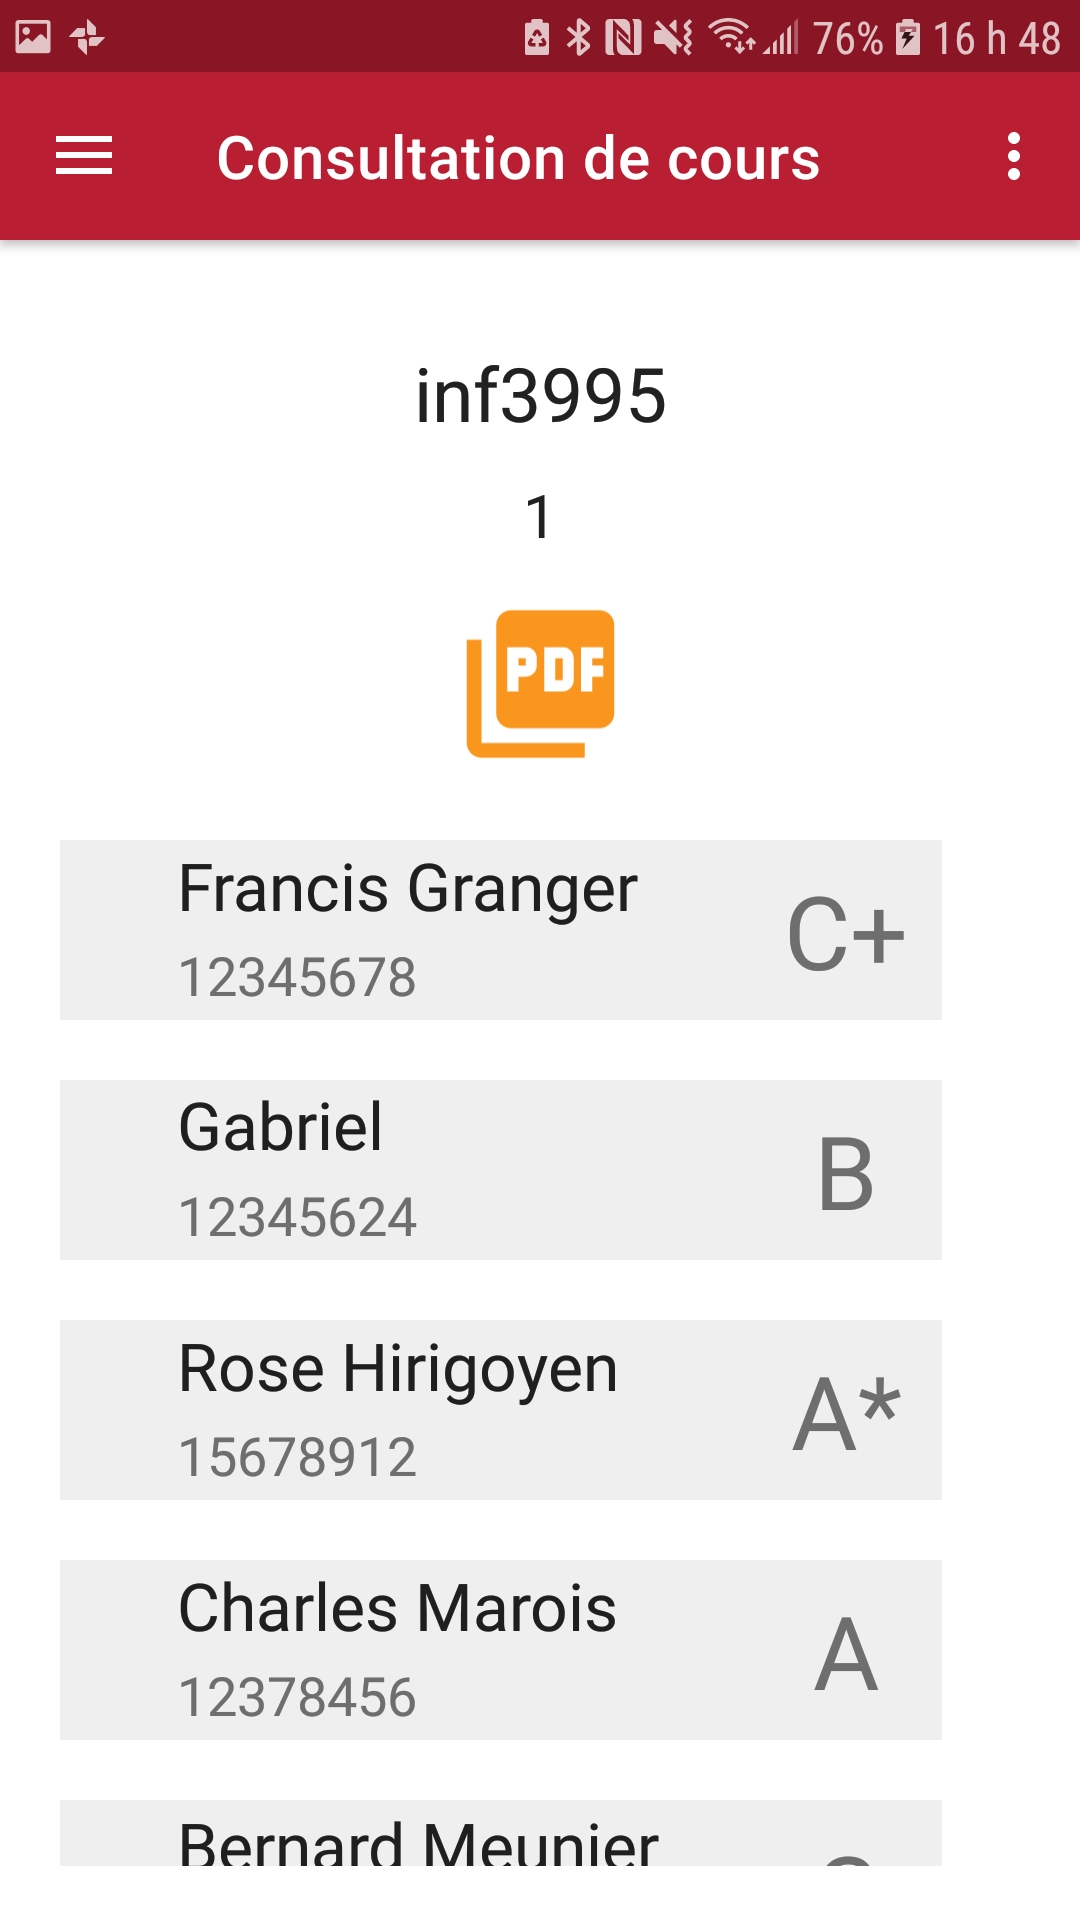 76% 16 h 48
Consultation de cours
inf3995
1
PDF
Francis Granger
12345678
C+
Gabriel
12345624
B
Rose Hirigoyen
15678912
A*
Charles Marois
12378456
A
Bernard Meunier